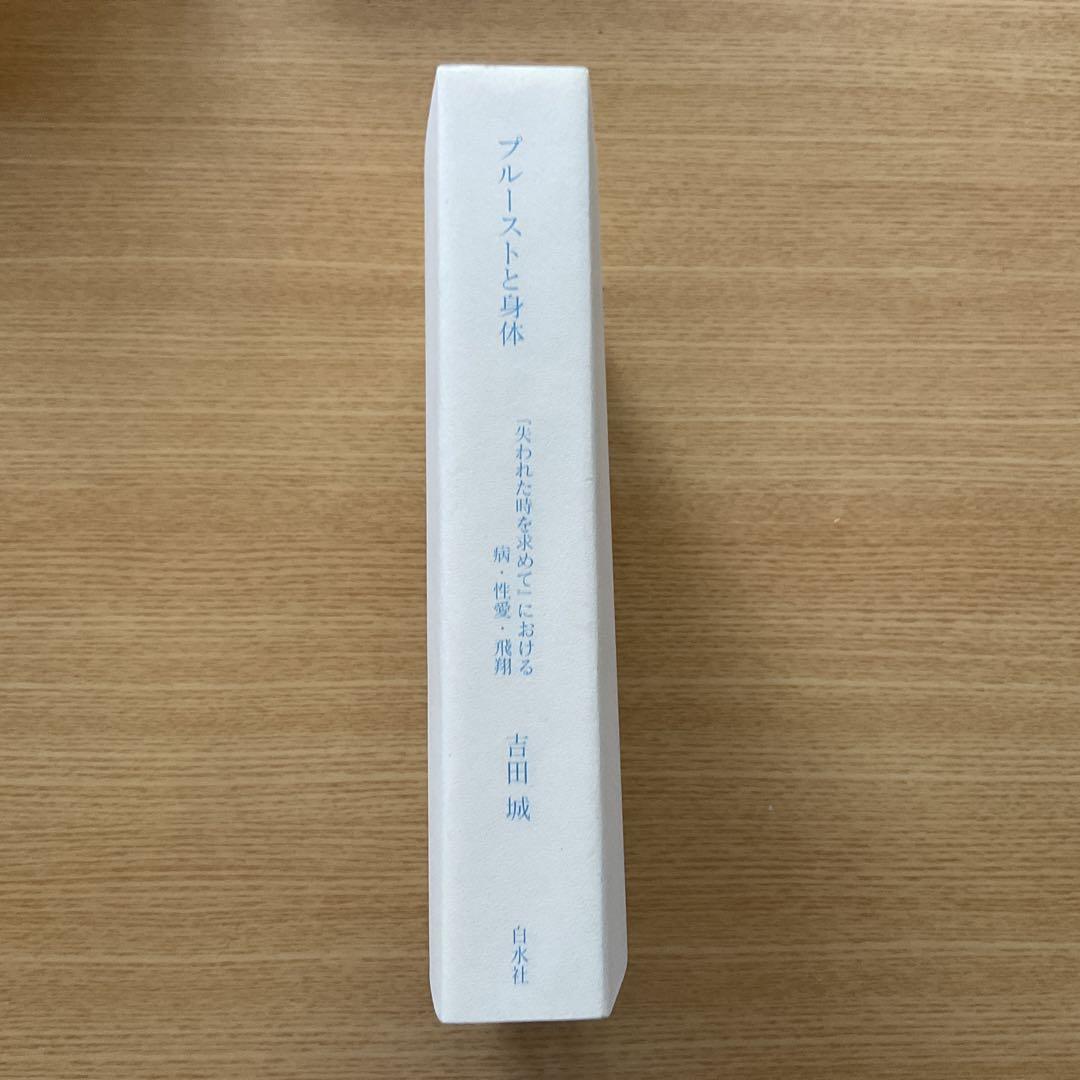 プルーストと身体
『失われた時を求めて』における
病・性愛・飛翔
吉田 城
白水社